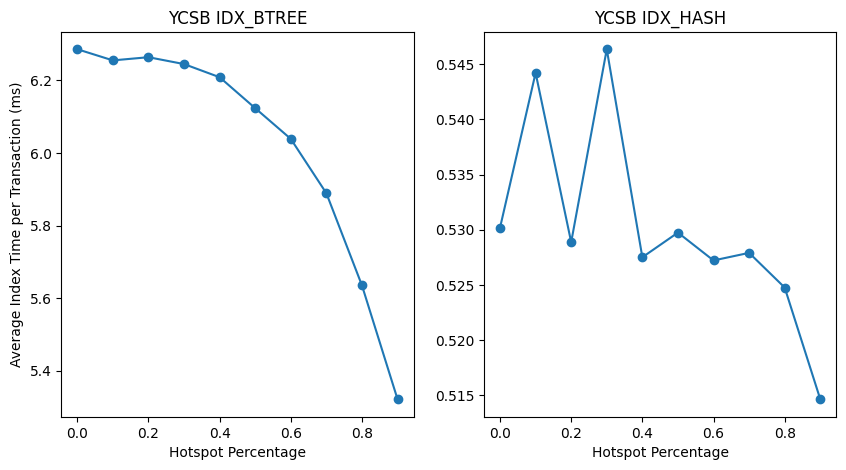 YCSB IDX_BTREE
Average Index Time per Transaction (ms)
6.2
6.0
5.8
5.6
5.4
0.0 0.2 0.4 0.6 0.8
Hotspot Percentage
YCSB IDX_HASH
0.545
0.540
0.535
0.530
0.525
0.520
0.515
0.0 0.2 0.4 0.6 0.8
Hotspot Percentage